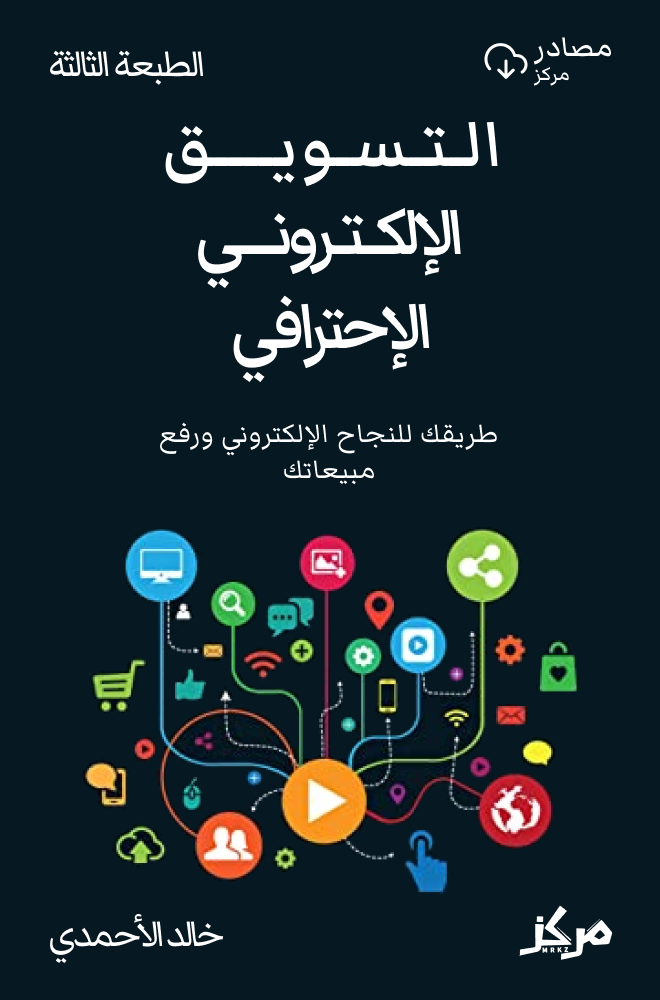 مصادر
مركز
الطبعة الثالثة
التسويق
الإلكتروني
الإحترافي
طريقك للنجاح الإلكتروني ورفع
مبيعاتك
خالد الأحمدي
مركز
MRKZ